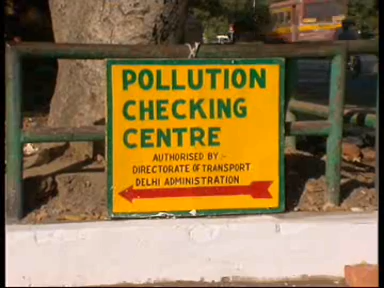 POLLUTION
CHECKING
CENTRE
AUTHORISED BY :-
DIRECTORATE OF TRANSPORT
DELHI ADMINISTRATION